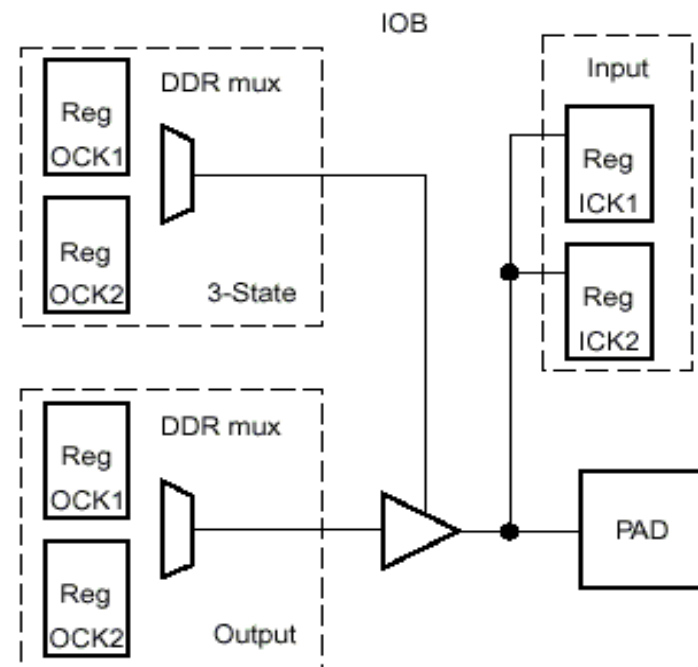 IOB
DDR mux
Reg
OCK1
Reg
OCK2
3-State
Input
Reg
ICK1
Reg
ICK2
DDR mux
Reg
OCK1
Reg
OCK2
Output
PAD